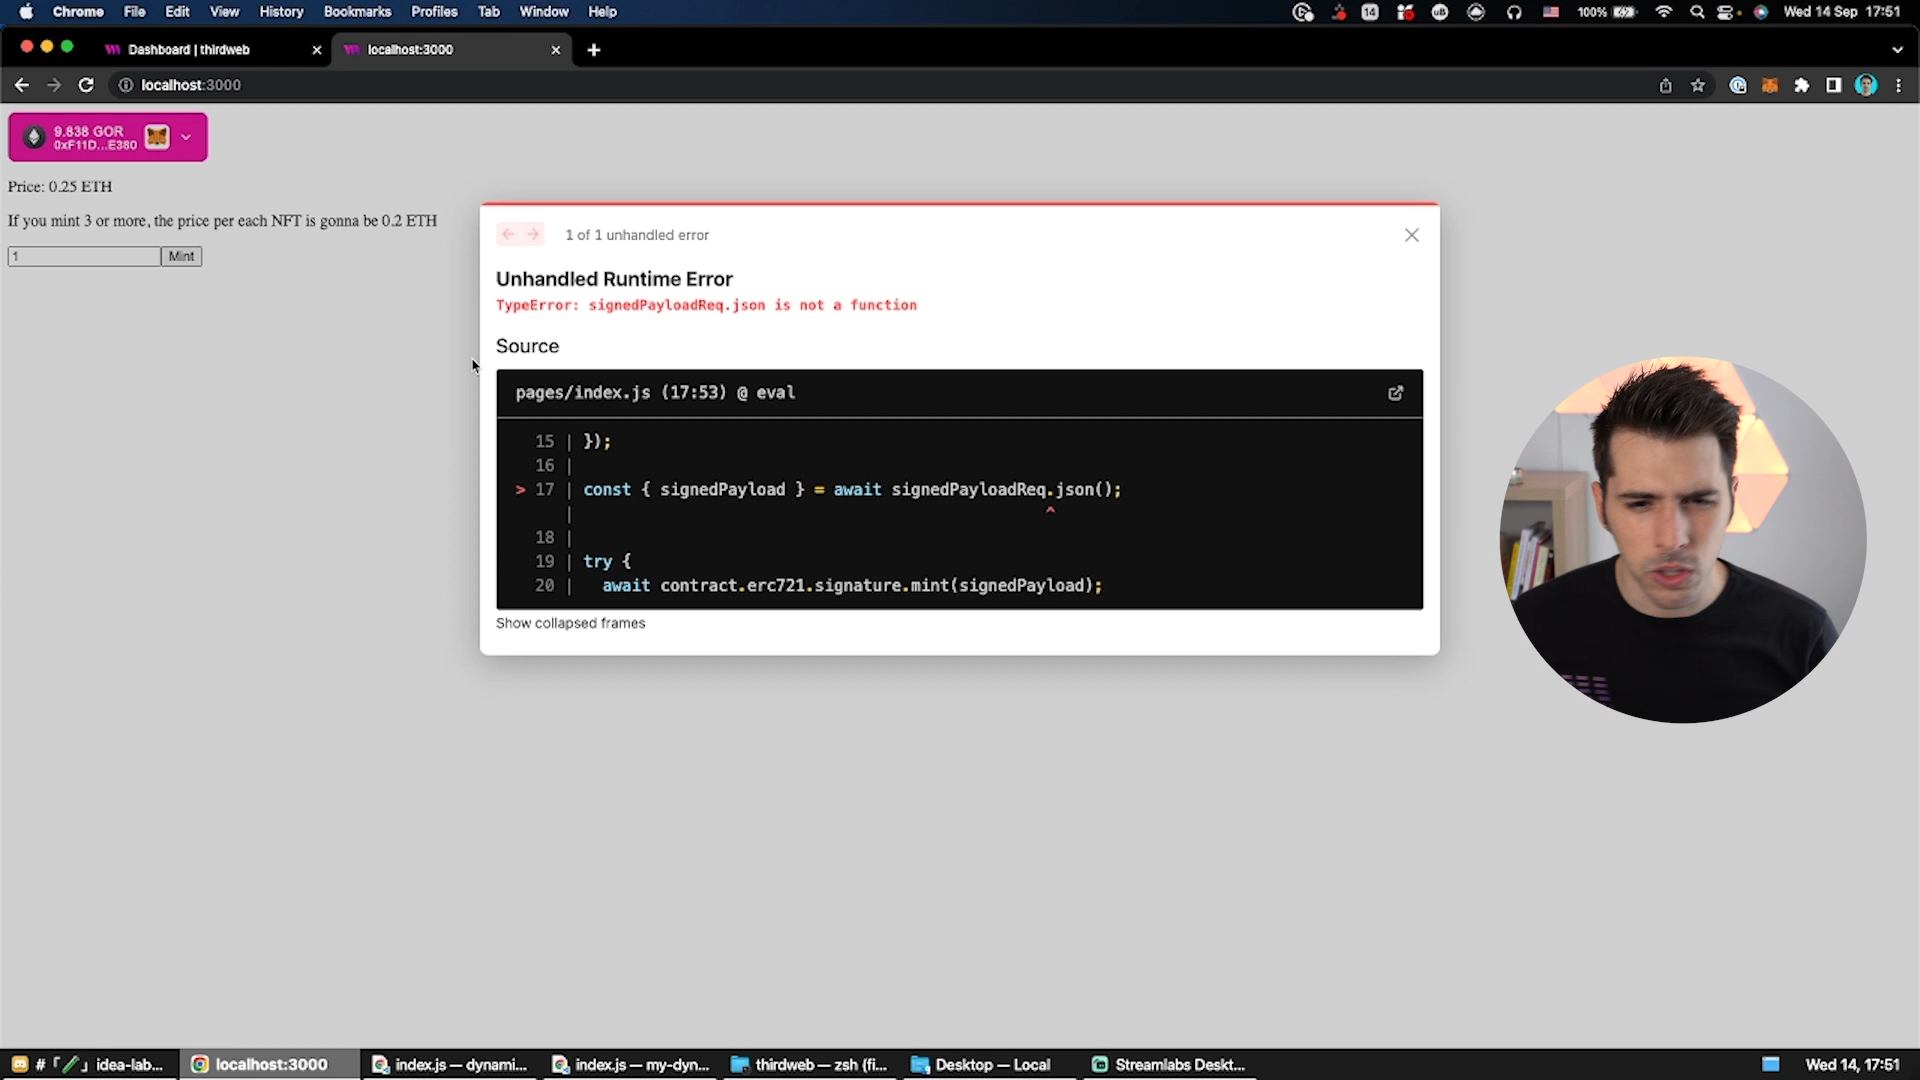 Chrome File Edit View History Bookmarks Profiles Tab Window Help 14 100% Wed 14 Sep 17:51
Dashboard | thirdweb localhost:3000
localhost:3000
9.838 GOR
0xF11D...E380
Price: 0.25 ETH
If you mint 3 or more, the price per each NFT is gonna be 0.2 ETH
1 Mint
1 of 1 unhandled error
Unhandled Runtime Error
TypeError: signedPayloadReq.json is not a function
Source
pages/index.js (17:53) @ eval
15 | });
16 |
> 17 | const { signedPayload } = await signedPayloadReq.json();
| ^
18 |
19 | try {
20 | await contract.erc721.signature.mint(signedPayload);
Show collapsed frames
# 「🧪」idea-lab... localhost:3000 index.js — dynami... index.js — my-dyn... thirdweb — zsh (fi... Desktop — Local Streamlabs Deskt... Wed 14, 17:51